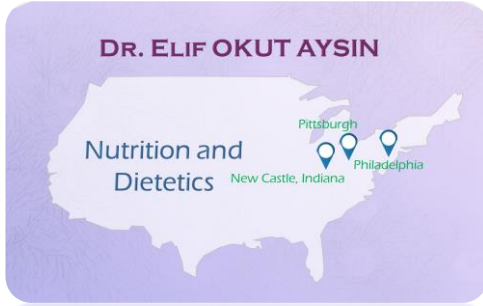 DR. ELIF OKUT AYSIN
Pittsburgh
Nutrition and
Dietetics
Philadelphia
New Castle, Indiana